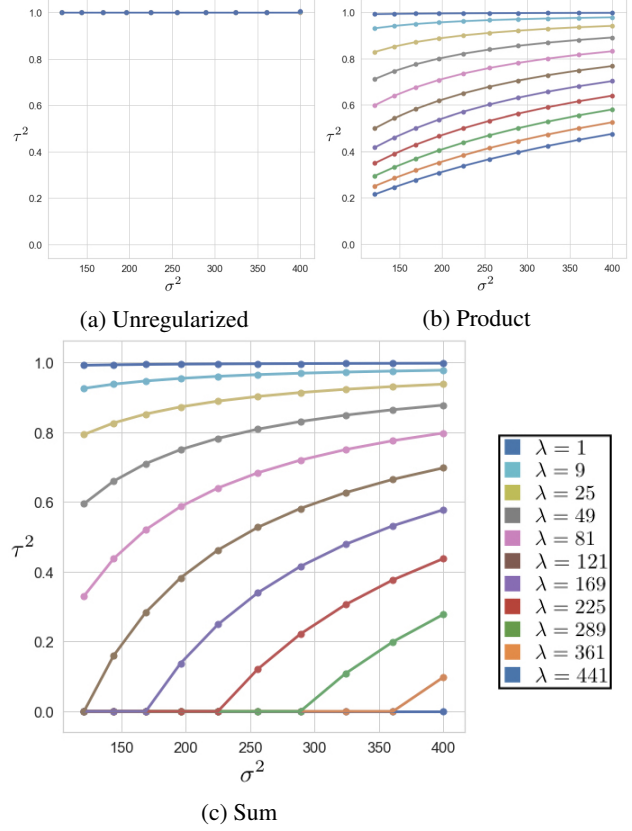 1.0
0.8
0.6
τ²
0.4
0.2
0.0
150 200 250 300 350 400
σ²
(a) Unregularized
1.0
0.8
0.6
τ²
0.4
0.2
0.0
150 200 250 300 350 400
σ²
(b) Product
1.0
0.8
0.6
τ²
0.4
0.2
0.0
150 200 250 300 350 400
σ²
(c) Sum
λ = 1
λ = 9
λ = 25
λ = 49
λ = 81
λ = 121
λ = 169
λ = 225
λ = 289
λ = 361
λ = 441